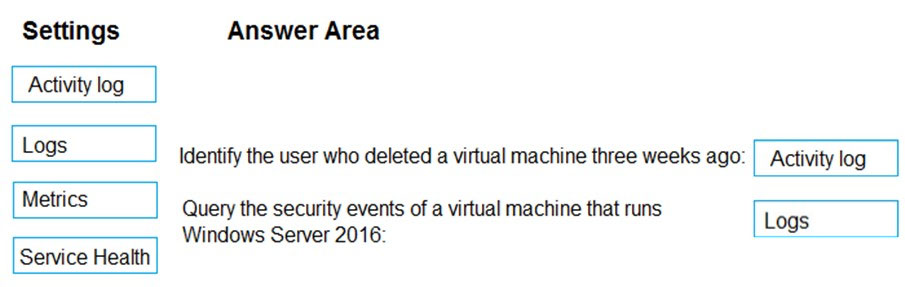 Settings
Answer Area
Activity log
Logs
Identify the user who deleted a virtual machine three weeks ago:
Activity log
Metrics
Query the security events of a virtual machine that runs
Windows Server 2016:
Logs
Service Health